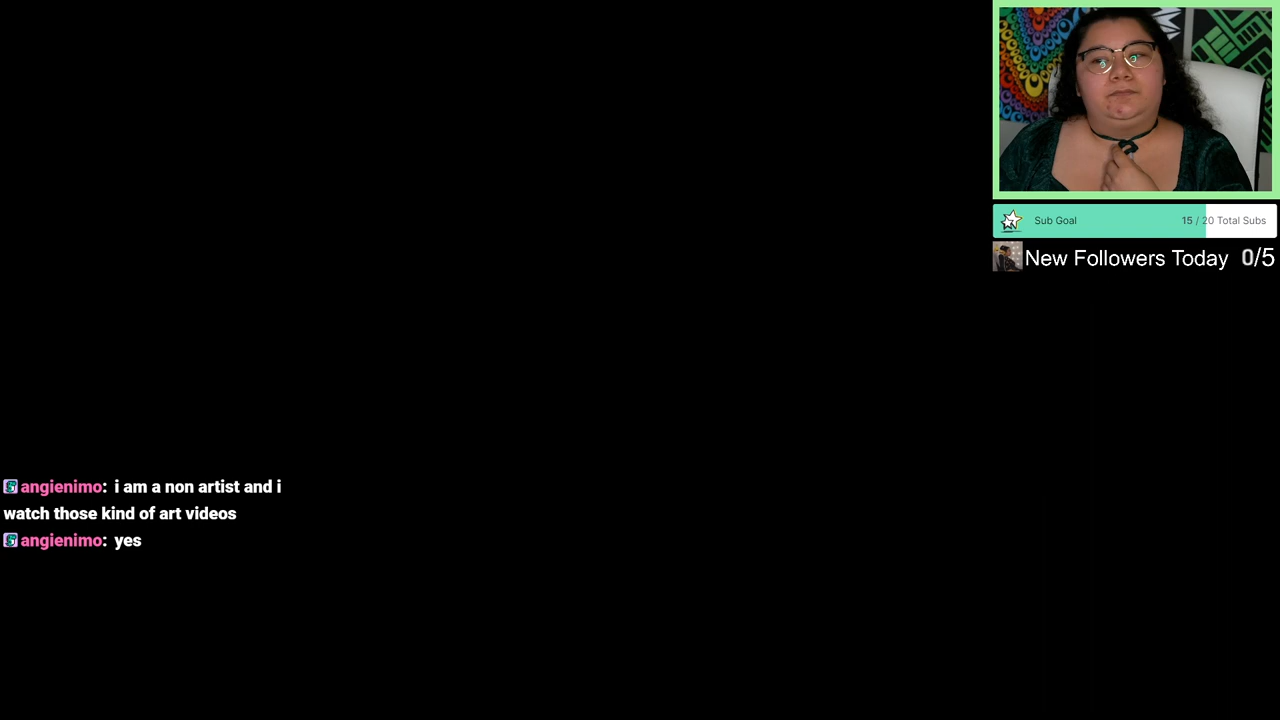 Sub Goal 15 / 20 Total Subs
New Followers Today 0/5
angienimo: i am a non artist and i
watch those kind of art videos
angienimo: yes